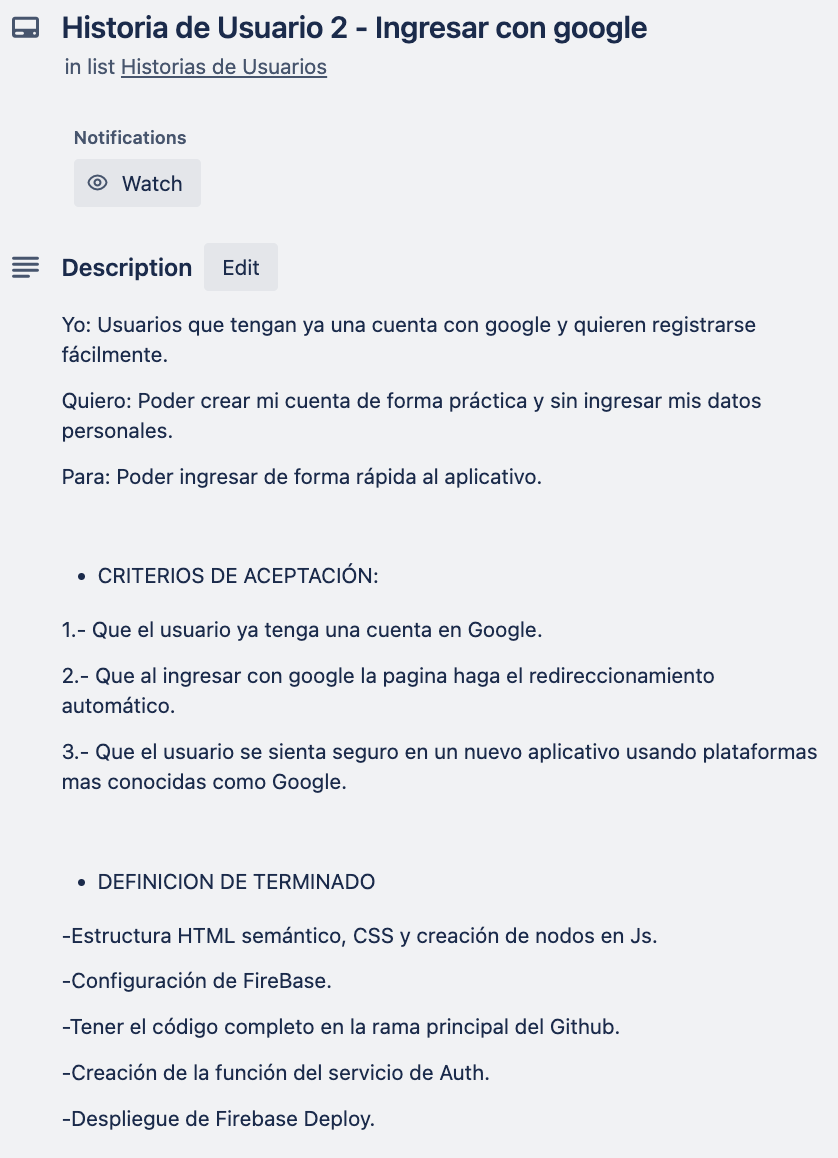 Historia de Usuario 2 - Ingresar con google
in list Historias de Usuarios
Notifications
Watch
Description Edit
Yo: Usuarios que tengan ya una cuenta con google y quieren registrarse
fácilmente.
Quiero: Poder crear mi cuenta de forma práctica y sin ingresar mis datos
personales.
Para: Poder ingresar de forma rápida al aplicativo.
• CRITERIOS DE ACEPTACIÓN:
1.- Que el usuario ya tenga una cuenta en Google.
2.- Que al ingresar con google la pagina haga el redireccionamiento
automático.
3.- Que el usuario se sienta seguro en un nuevo aplicativo usando plataformas
mas conocidas como Google.
• DEFINICION DE TERMINADO
-Estructura HTML semántico, CSS y creación de nodos en Js.
-Configuración de FireBase.
-Tener el código completo en la rama principal del Github.
-Creación de la función del servicio de Auth.
-Despliegue de Firebase Deploy.